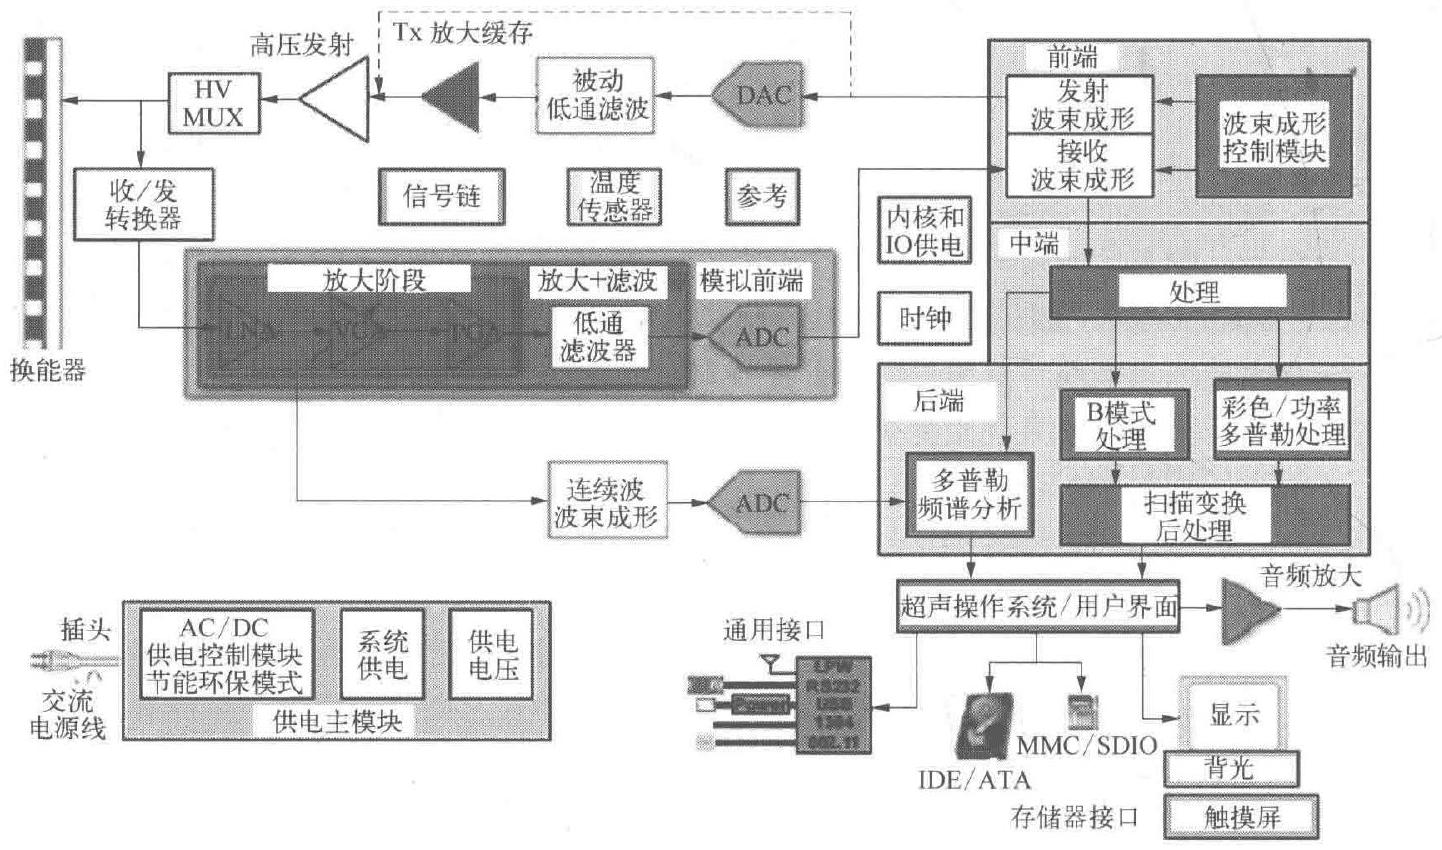 高压发射
Tx 放大缓存
HV
MUX
被动
低通滤波
DAC
前端
发射
波束成形
接收
波束成形
波束成形
控制模块
收/发
转换器
信号链
温度
传感器
参考
内核和
IO供电
时钟
中端
处理
放大阶段
放大+滤波
模拟前端
低通
滤波器
ADC
换能器
后端
B模式
处理
彩色/功率
多普勒处理
多普勒
频谱分析
扫描变换
后处理
连续波
波束成形
ADC
超声操作系统/用户界面
音频放大
音频输出
插头
交流
电源线
AC/DC
供电控制模块
节能环保模式
系统
供电
供电
电压
供电主模块
通用接口
RS232
USB
1394
802.11
Power
IDE/ATA
MMC/SDIO
存储器接口
显示
背光
触摸屏